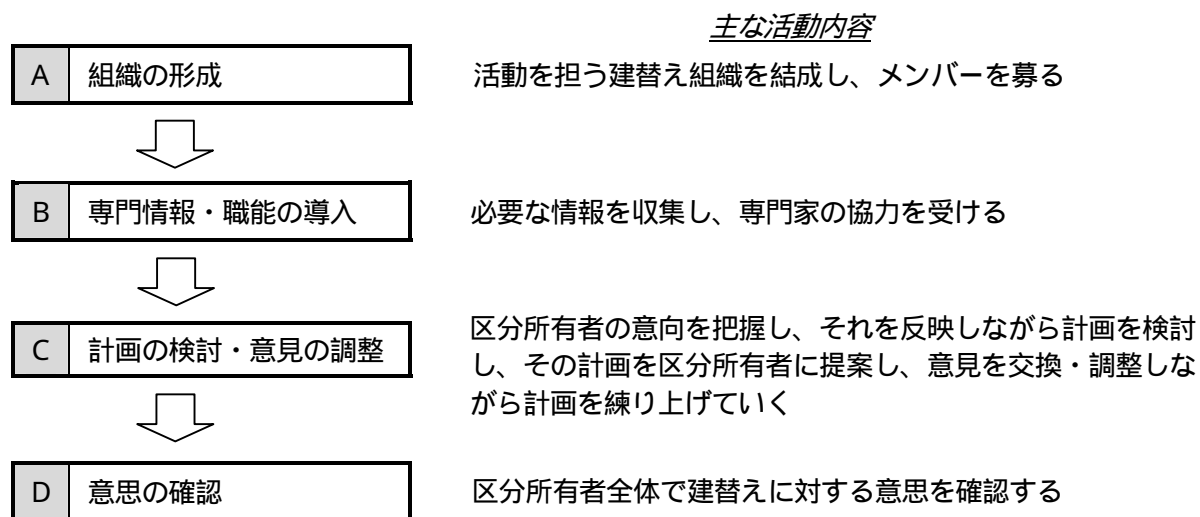 主な活動内容
A 組織の形成 活動を担う建替え組織を結成し、メンバーを募る
B 専門情報・職能の導入 必要な情報を収集し、専門家の協力を受ける
C 計画の検討・意見の調整
区分所有者の意向を把握し、それを反映しながら計画を検討
し、その計画を区分所有者に提案し、意見を交換・調整しな
がら計画を練り上げていく
D 意思の確認 区分所有者全体で建替えに対する意思を確認する